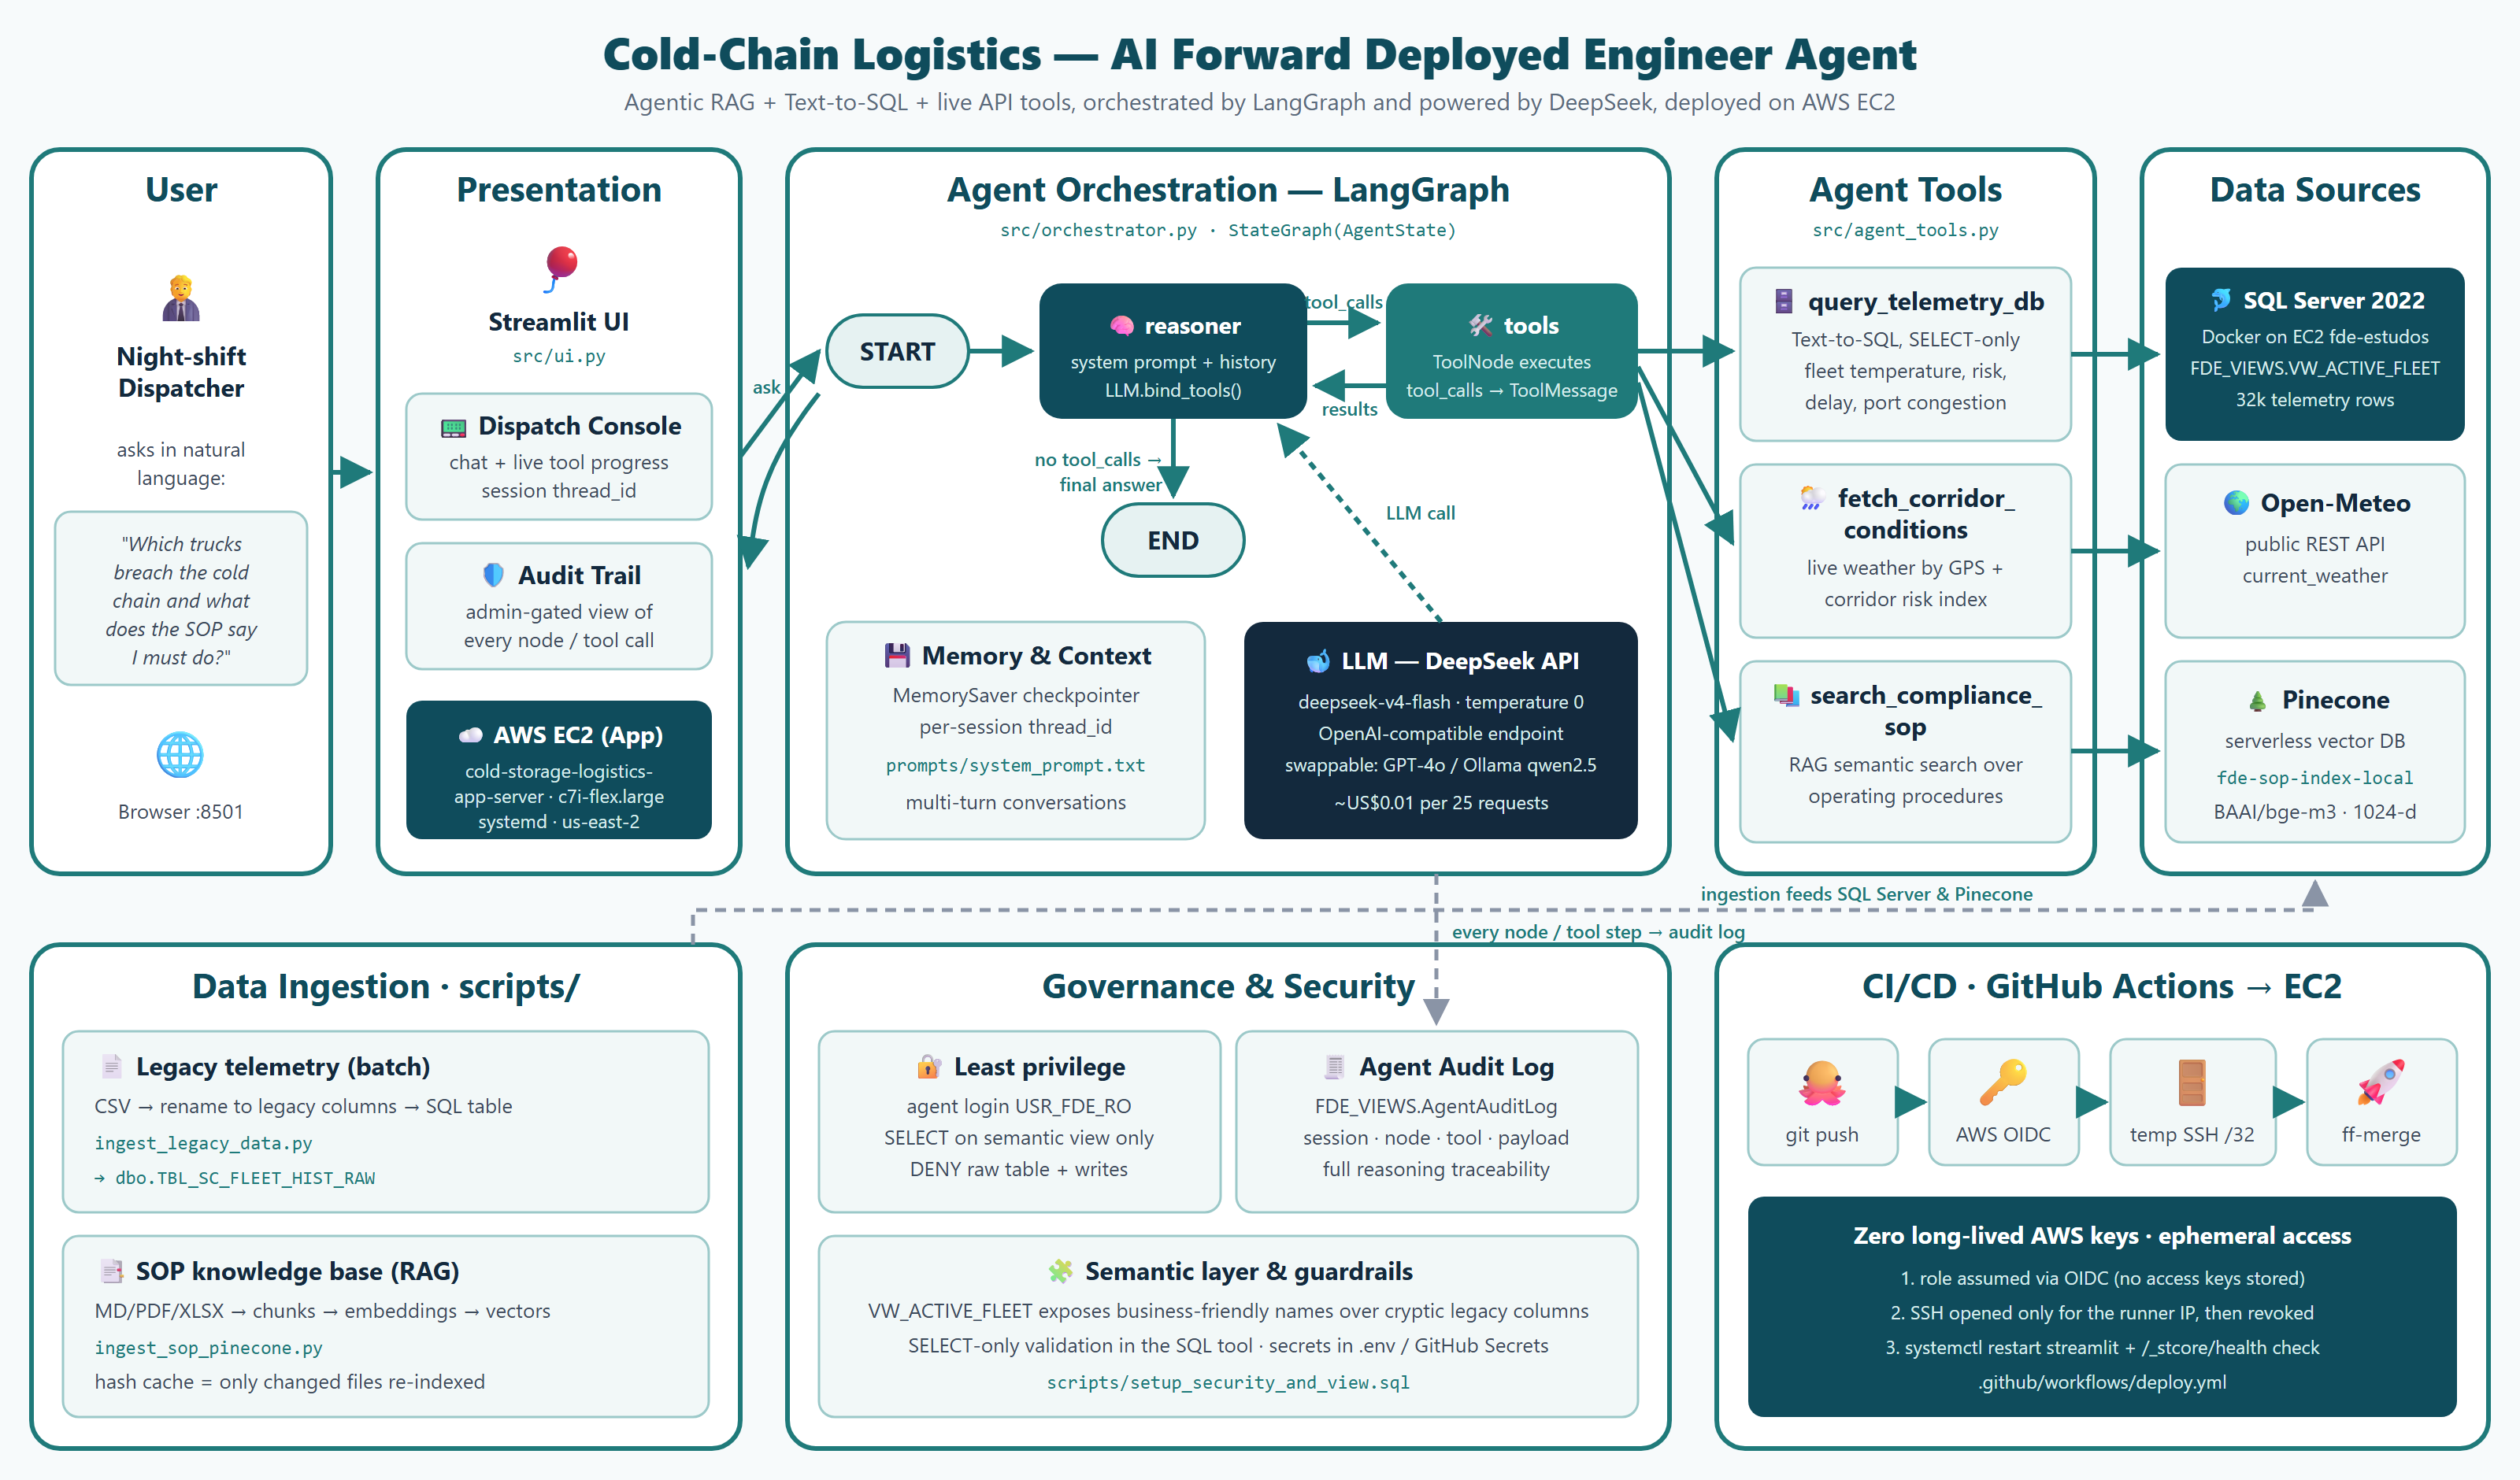 Cold-Chain Logistics — AI Forward Deployed Engineer Agent
Agentic RAG + Text-to-SQL + live API tools, orchestrated by LangGraph and powered by DeepSeek, deployed on AWS EC2
User
Night-shift
Dispatcher
asks in natural
language:
"Which trucks
breach the cold
chain and what
does the SOP say
I must do?"
Browser :8501
Presentation
Streamlit UI
src/ui.py
Dispatch Console
chat + live tool progress
session thread_id
Audit Trail
admin-gated view of
every node / tool call
AWS EC2 (App)
cold-storage-logistics-
app-server · c7i-flex.large
systemd · us-east-2
ask
Agent Orchestration — LangGraph
src/orchestrator.py · StateGraph(AgentState)
START
reasoner
system prompt + history
LLM.bind_tools()
tool_calls
results
tools
ToolNode executes
tool_calls → ToolMessage
no tool_calls →
final answer
END
LLM call
Memory & Context
MemorySaver checkpointer
per-session thread_id
prompts/system_prompt.txt
multi-turn conversations
LLM — DeepSeek API
deepseek-v4-flash · temperature 0
OpenAI-compatible endpoint
swappable: GPT-4o / Ollama qwen2.5
~US$0.01 per 25 requests
Agent Tools
src/agent_tools.py
query_telemetry_db
Text-to-SQL, SELECT-only
fleet temperature, risk,
delay, port congestion
fetch_corridor_
conditions
live weather by GPS +
corridor risk index
search_compliance_
sop
RAG semantic search over
operating procedures
Data Sources
SQL Server 2022
Docker on EC2 fde-estudos
FDE_VIEWS.VW_ACTIVE_FLEET
32k telemetry rows
Open-Meteo
public REST API
current_weather
Pinecone
serverless vector DB
fde-sop-index-local
BAAI/bge-m3 · 1024-d
ingestion feeds SQL Server & Pinecone
every node / tool step → audit log
Data Ingestion · scripts/
Legacy telemetry (batch)
CSV → rename to legacy columns → SQL table
ingest_legacy_data.py
→ dbo.TBL_SC_FLEET_HIST_RAW
SOP knowledge base (RAG)
MD/PDF/XLSX → chunks → embeddings → vectors
ingest_sop_pinecone.py
hash cache = only changed files re-indexed
Governance & Security
Least privilege
agent login USR_FDE_RO
SELECT on semantic view only
DENY raw table + writes
Agent Audit Log
FDE_VIEWS.AgentAuditLog
session · node · tool · payload
full reasoning traceability
Semantic layer & guardrails
VW_ACTIVE_FLEET exposes business-friendly names over cryptic legacy columns
SELECT-only validation in the SQL tool · secrets in .env / GitHub Secrets
scripts/setup_security_and_view.sql
CI/CD · GitHub Actions → EC2
git push
AWS OIDC
temp SSH /32
ff-merge
Zero long-lived AWS keys · ephemeral access
1. role assumed via OIDC (no access keys stored)
2. SSH opened only for the runner IP, then revoked
3. systemctl restart streamlit + /_stcore/health check
.github/workflows/deploy.yml